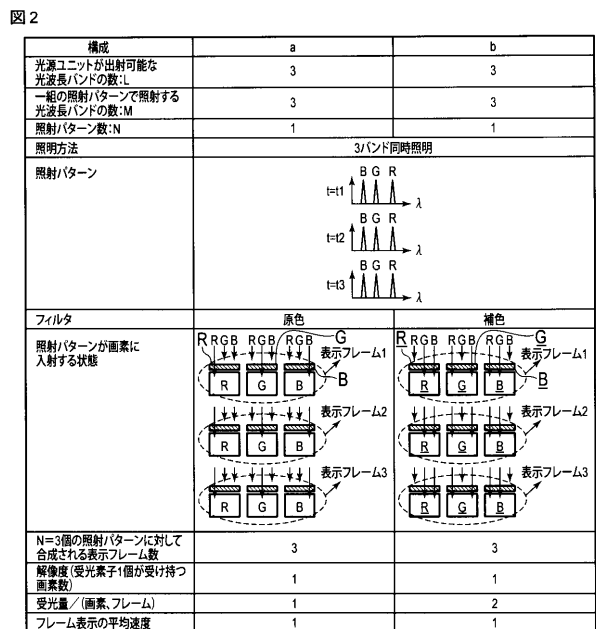 図2
構成 a b
光源ユニットが出射可能な
光波長バンドの数:L 3 3
一組の照射パターンで照射する
光波長バンドの数:M 3 3
照射パターン数:N 1 1
照明方法 3バンド同時照明
照射パターン
B G R
t=t1 λ
B G R
t=t2 λ
B G R
t=t3 λ
フィルタ 原色 補色
照射パターンが画素に
入射する状態
R RGB RGB RGB G
表示フレーム1
B
R G B
表示フレーム2
R G B
表示フレーム3
R G B
R RGB RGB RGB G
表示フレーム1
B
R G B
表示フレーム2
R G B
表示フレーム3
R G B
N=3個の照射パターンに対して
合成される表示フレーム数 3 3
解像度(受光素子1個が受け持つ
画素数) 1 1
受光量/(画素、フレーム) 1 2
フレーム表示の平均速度 1 1